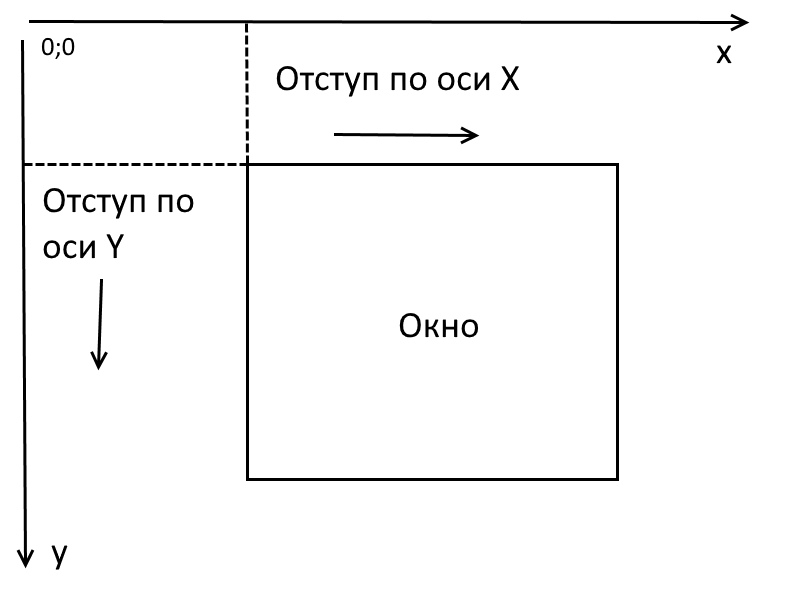 0;0
x
Отступ по оси X
Отступ по
оси Y
Окно
y